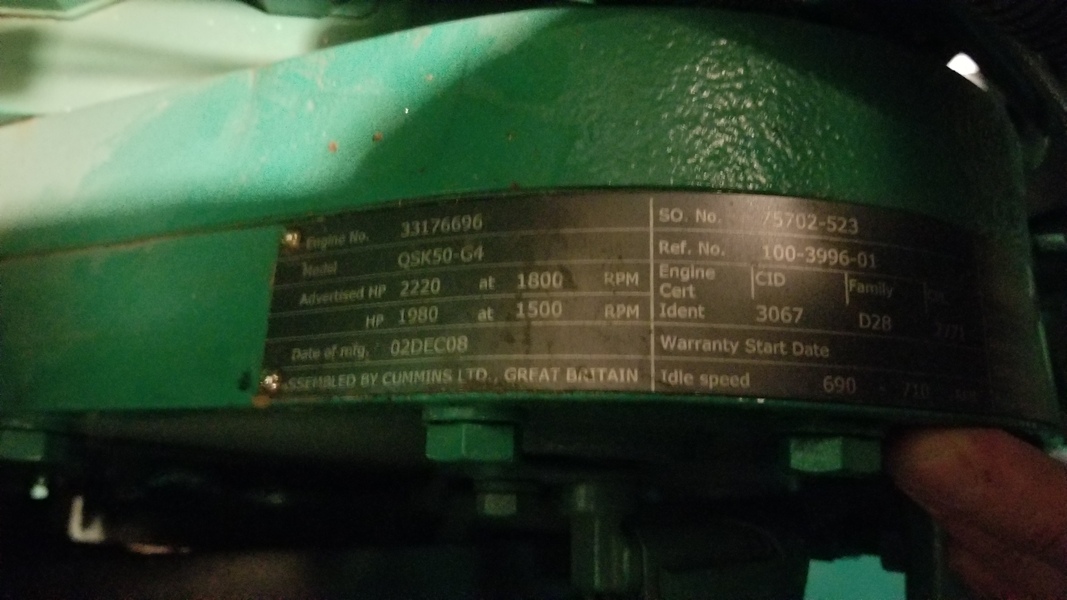 Engine No. 33176696
Model QSK50-G4
Advertised HP 2220 at 1800 RPM
HP 1980 at 1500 RPM
Date of mfg. 02DEC08
SSEMBLED BY CUMMINS LTD., GREAT BRITAIN
SO. No. 75702-523
Ref. No. 100-3996-01
Engine Cert Ident CID 3067 Family D28
Warranty Start Date
Idle speed 690 - 710